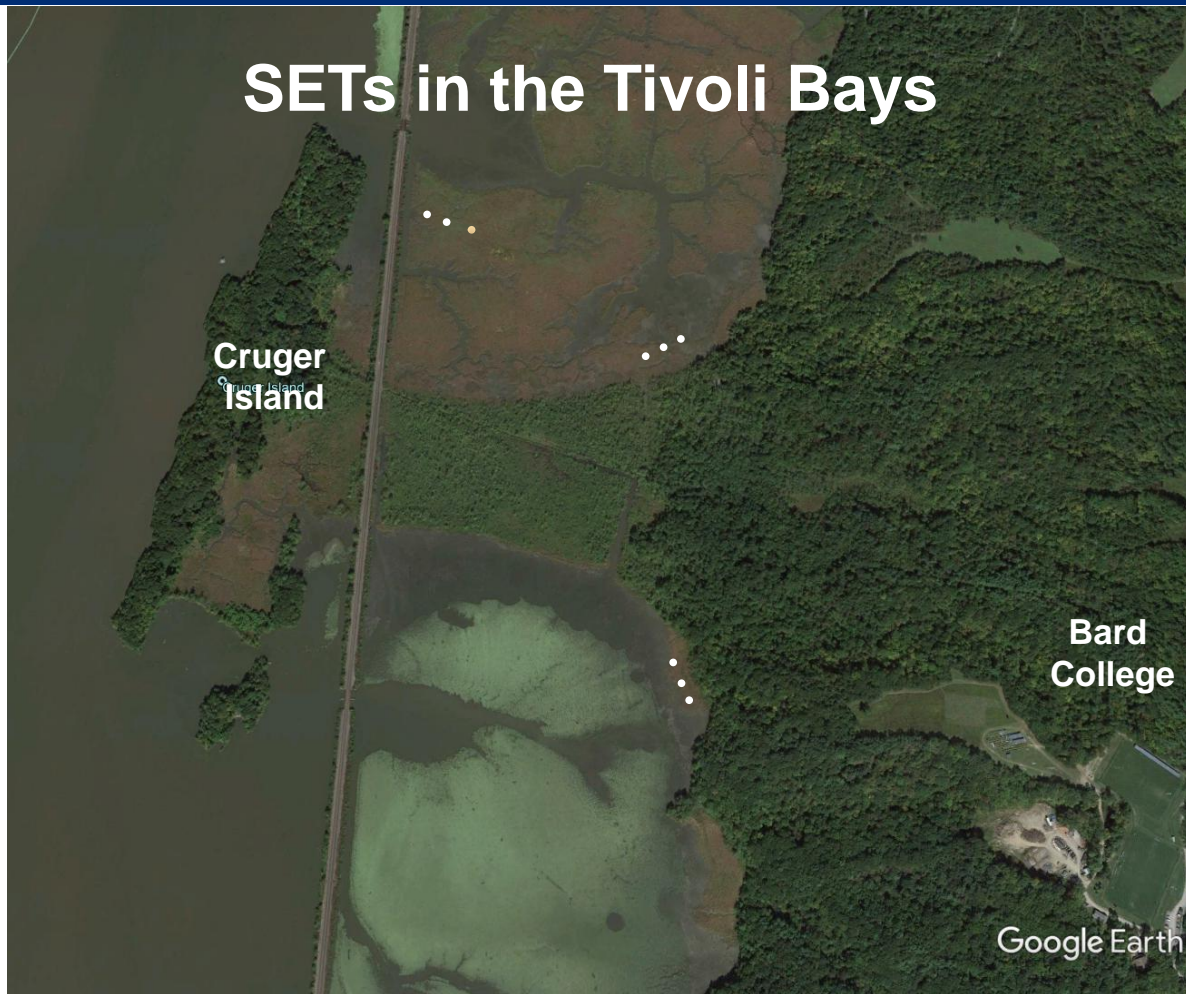 SETs in the Tivoli Bays
Cruger
Cruger Island
Island
Bard
College
Google Earth